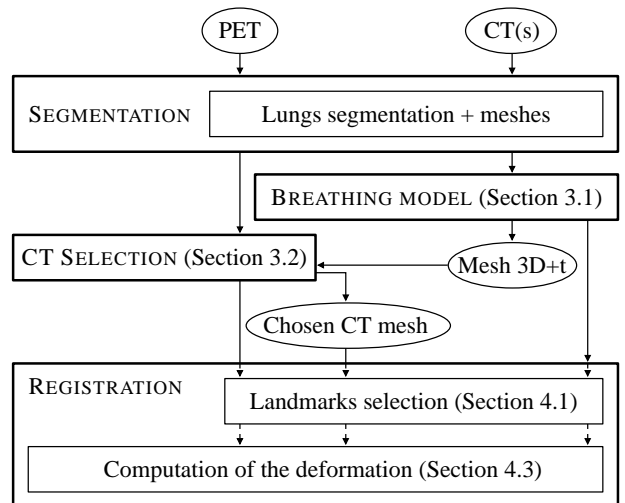 PET
CT(s)
SEGMENTATION
Lungs segmentation + meshes
BREATHING MODEL (Section 3.1)
CT SELECTION (Section 3.2)
Mesh 3D+t
Chosen CT mesh
REGISTRATION
Landmarks selection (Section 4.1)
Computation of the deformation (Section 4.3)